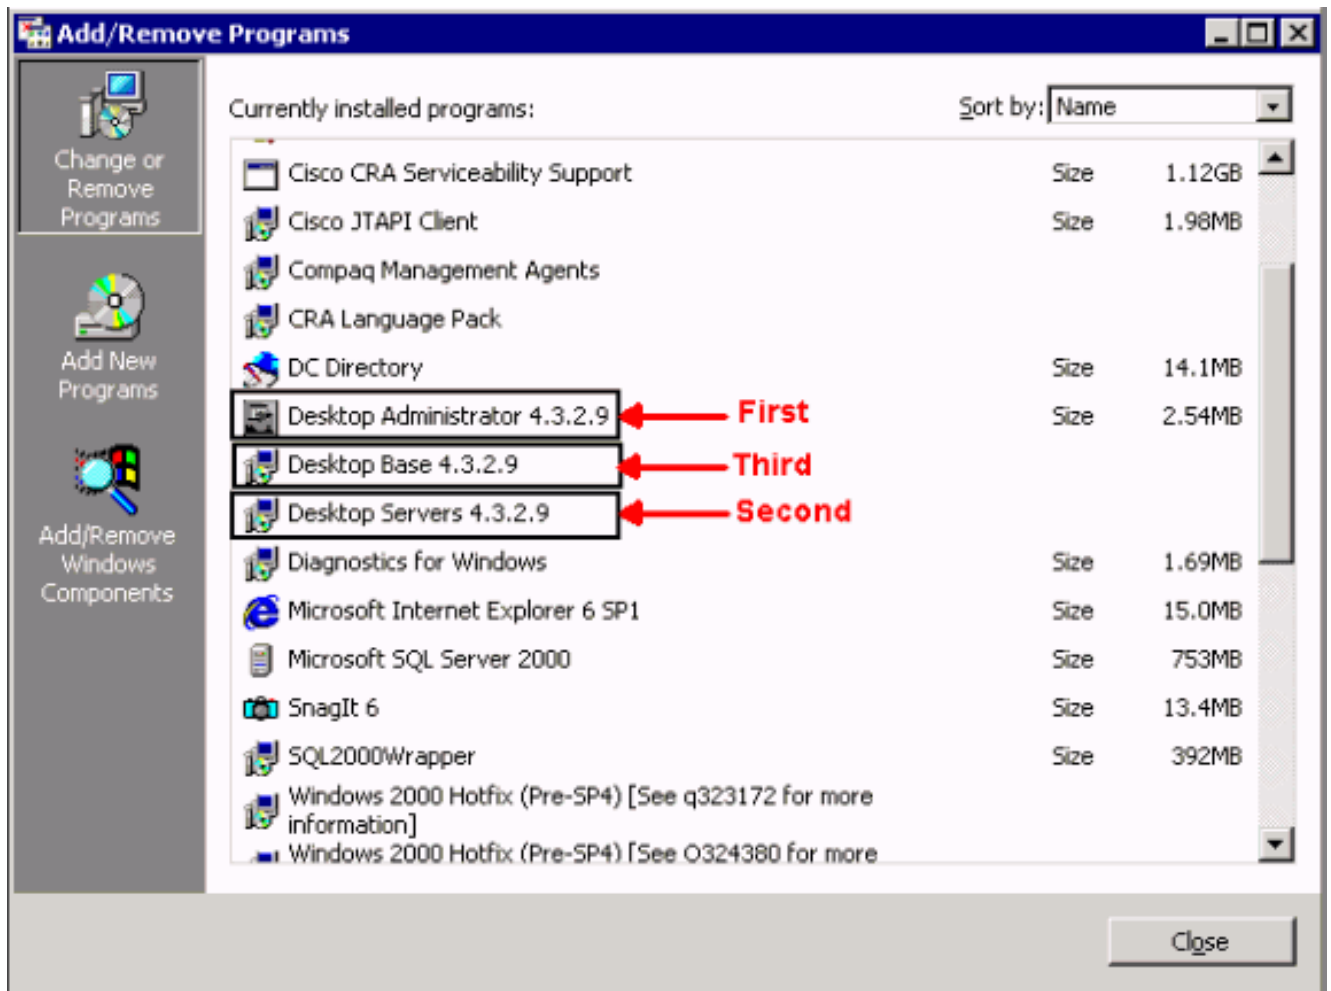 Add/Remove Programs
Change or
Remove
Programs
Add New
Programs
Add/Remove
Windows
Components
Currently installed programs:
Sort by: Name
Cisco CRA Serviceability Support Size 1.12GB
Cisco JTAPI Client Size 1.98MB
Compaq Management Agents
CRA Language Pack
DC Directory Size 14.1MB
Desktop Administrator 4.3.2.9 First Size 2.54MB
Desktop Base 4.3.2.9 Third
Desktop Servers 4.3.2.9 Second
Diagnostics for Windows Size 1.69MB
Microsoft Internet Explorer 6 SP1 Size 15.0MB
Microsoft SQL Server 2000 Size 753MB
SnagIt 6 Size 13.4MB
SQL2000Wrapper Size 392MB
Windows 2000 Hotfix (Pre-SP4) [See q323172 for more
information]
Windows 2000 Hotfix (Pre-SP4) [See Q324380 for more
Close